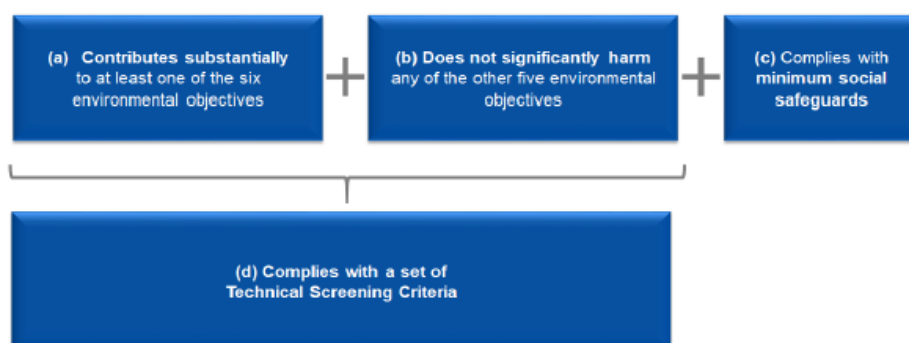 (a) Contributes substantially
to at least one of the six
environmental objectives
+
(b) Does not significantly harm
any of the other five environmental
objectives
+
(c) Complies with
minimum social
safeguards
(d) Complies with a set of
Technical Screening Criteria